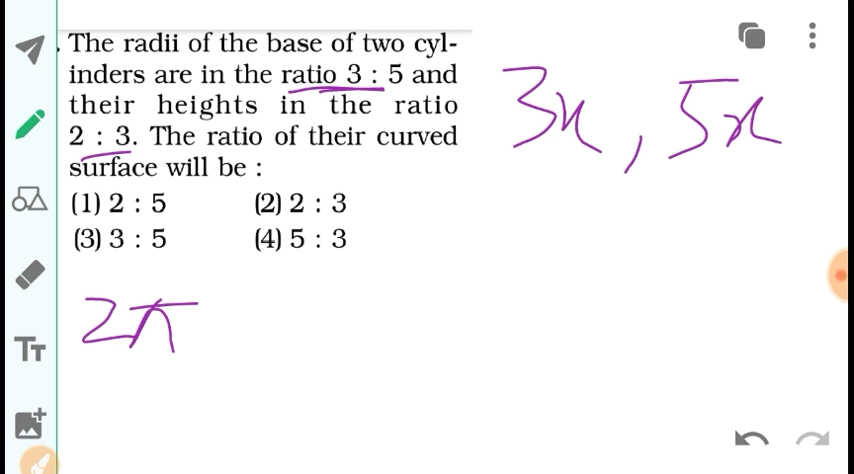 . The radii of the base of two cyl-
inders are in the ratio 3 : 5 and
their heights in the ratio
2 : 3. The ratio of their curved
surface will be :
(1) 2 : 5 (2) 2 : 3
(3) 3 : 5 (4) 5 : 3
3x, 5x
2π
TT